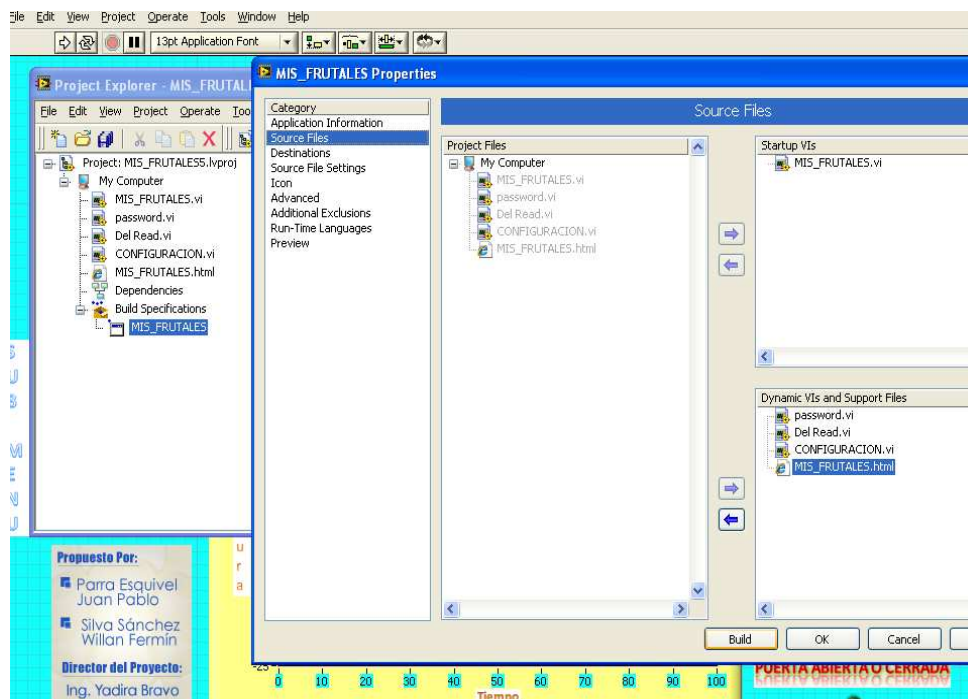 File Edit View Project Operate Tools Window Help
13pt Application Font
Project Explorer - MIS_FRUTAL
File Edit View Project Operate Too
Project: MIS_FRUTALES5.lvproj
My Computer
MIS_FRUTALES.vi
password.vi
Del Read.vi
CONFIGURACION.vi
MIS_FRUTALES.html
Dependencies
Build Specifications
MIS_FRUTALES
MIS_FRUTALES Properties
Category
Application Information
Source Files
Destinations
Source File Settings
Icon
Advanced
Additional Exclusions
Run-Time Languages
Preview
Source Files
Project Files
My Computer
MIS_FRUTALES.vi
password.vi
Del Read.vi
CONFIGURACION.vi
MIS_FRUTALES.html
Startup VIs
MIS_FRUTALES.vi
Dynamic VIs and Support Files
password.vi
Del Read.vi
CONFIGURACION.vi
MIS_FRUTALES.html
Build OK Cancel
S
U
B
M
E
N
U
Propuesto Por:
Parra Esquivel
Juan Pablo
Silva Sánchez
Willan Fermín
Director del Proyecto:
Ing. Yadira Bravo
u
r
a
-25
0 10 20 30 40 50 60 70 80 90 100
Tiempo
PUERTA ABIERTA O CERRADA